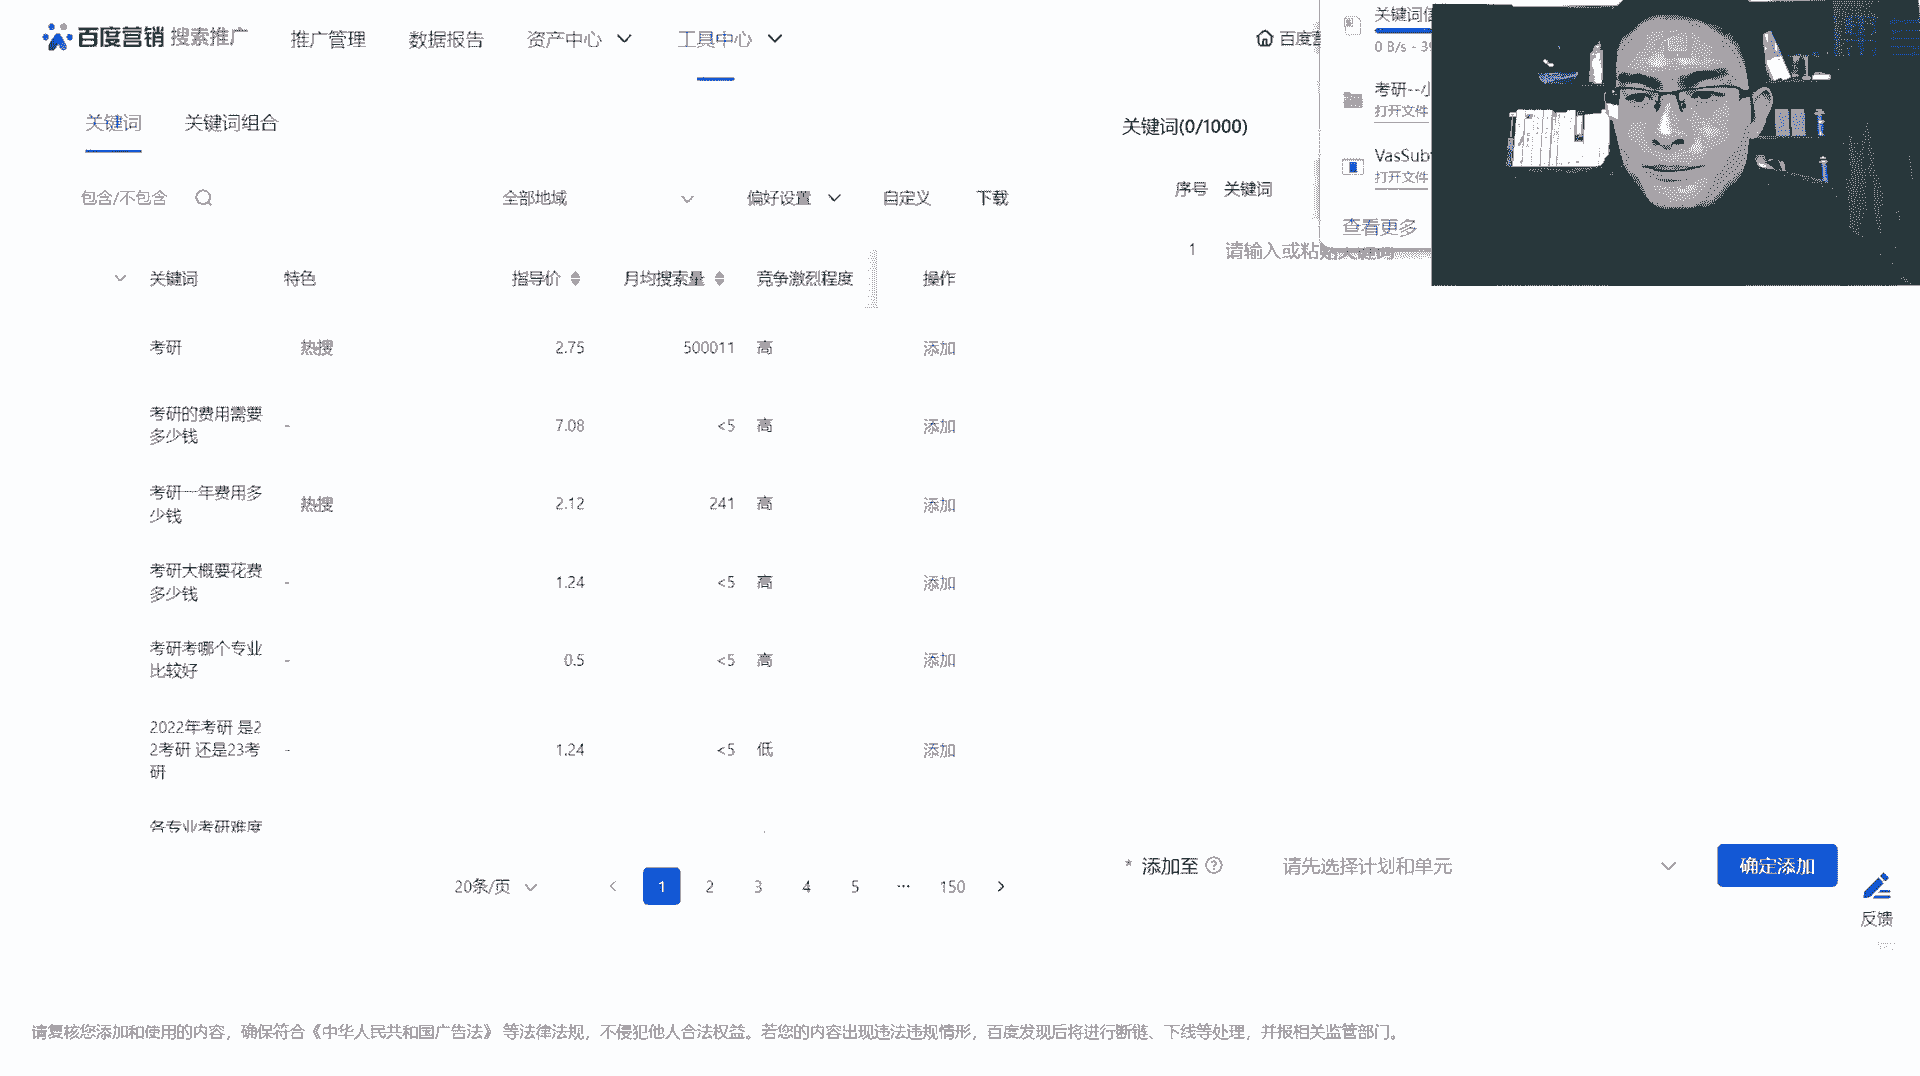 百度营销 搜索推广
推广管理
数据报告
资产中心
工具中心
关键词
关键词组合
包含/不包含
全部地域
偏好设置
自定义
下载
关键词 特色 指导价 月均搜索量 竞争激烈程度 操作
考研 热搜 2.75 500011 高 添加
考研的费用需要
多少钱
- 7.08 <5 高 添加
考研一年费用多
少钱
热搜 2.12 241 高 添加
考研大概要花费
多少钱
- 1.24 <5 高 添加
考研考哪个专业
比较好
- 0.5 <5 高 添加
2022年考研 是2
2考研 还是23考
研
- 1.24 <5 低 添加
各专业考研难度
20条/页
1 2 3 4 5 ... 150
关键词(0/1000)
序号 关键词
1 请输入或粘贴关键词
0 B/s - 39
考研--小
打开文件
打开文件
查看更多
* 添加至
请先选择计划和单元
确定添加
反馈
请复核您添加和使用的内容，确保符合《中华人民共和国广告法》 等法律法规，不侵犯他人合法权益。若您的内容出现违法违规情形，百度发现后将进行断链、下线等处理，并报相关监管部门。